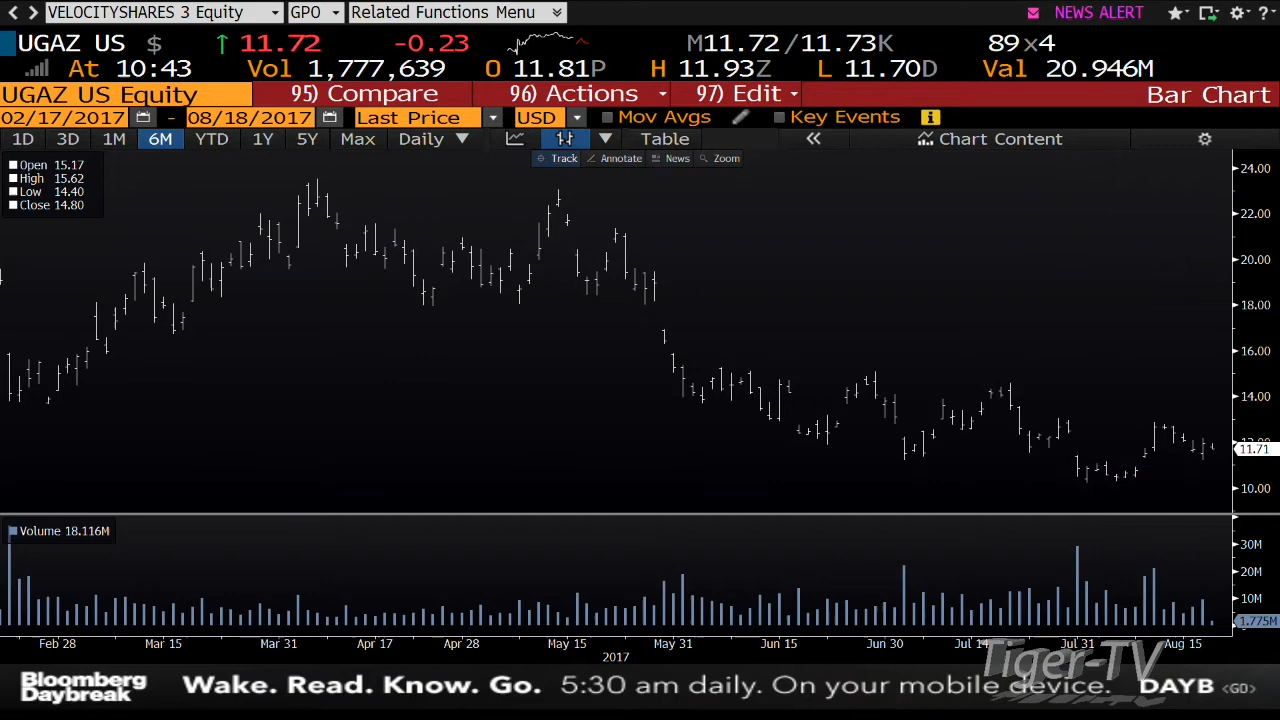 VELOCITYSHARES 3 Equity GPO Related Functions Menu NEWS ALERT ?
UGAZ US $ ↑ 11.72 -0.23 M11.72 / 11.73K 89 x 4
At 10:43 Vol 1,777,639 O 11.81P H 11.93Z L 11.70D Val 20.946M
UGAZ US Equity 95) Compare 96) Actions 97) Edit Bar Chart
02/17/2017 - 08/18/2017 Last Price USD Mov Avgs Key Events i
1D 3D 1M 6M YTD 1Y 5Y Max Daily ▼ Table « Chart Content
Track Annotate News Zoom
Open 15.17
High 15.62
Low 14.40
Close 14.80
24.00
22.00
20.00
18.00
16.00
14.00
12.00
11.71
10.00
Volume 18.116M
30M
20M
10M
1.775M
Feb 28 Mar 15 Mar 31 Apr 17 Apr 28 May 15 May 31 Jun 15 Jun 30 Jul 14 Jul 31 Aug 15
2017
Tiger-TV
Bloomberg
Daybreak
Wake. Read. Know. Go. 5:30 am daily. On your mobile device. DAYB <GO>